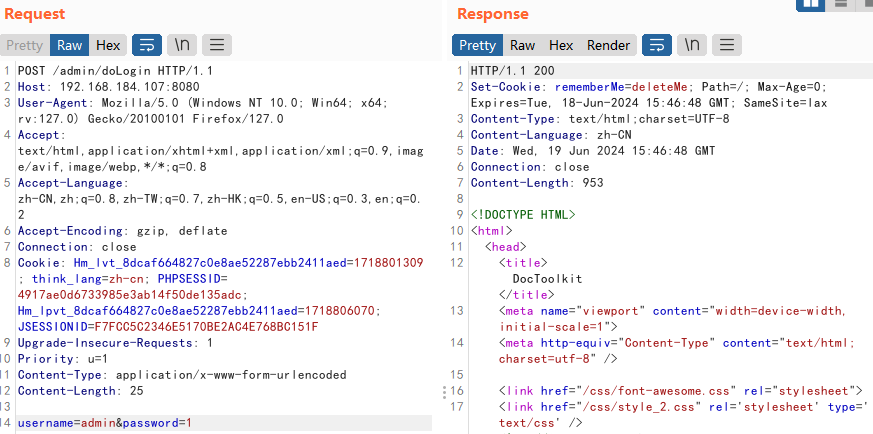 Request
Pretty Raw Hex \n
1 POST /admin/doLogin HTTP/1.1
2 Host: 192.168.184.107:8080
3 User-Agent: Mozilla/5.0 (Windows NT 10.0; Win64; x64;
rv:127.0) Gecko/20100101 Firefox/127.0
4 Accept:
text/html,application/xhtml+xml,application/xml;q=0.9,imag
e/avif,image/webp,*/*;q=0.8
5 Accept-Language:
zh-CN,zh;q=0.8,zh-TW;q=0.7,zh-HK;q=0.5,en-US;q=0.3,en;q=0.
2
6 Accept-Encoding: gzip, deflate
7 Connection: close
8 Cookie: Hm_lvt_8dcaf664827c0e8ae52287ebb2411aed=1718801309
; think_lang=zh-cn; PHPSESSID=
4917ae0d6733985e3ab14f50de135adc;
Hm_lpvt_8dcaf664827c0e8ae52287ebb2411aed=1718806070;
JSESSIONID=F7FCC5C2346E5170BE2AC4E768BC151F
9 Upgrade-Insecure-Requests: 1
10 Priority: u=1
11 Content-Type: application/x-www-form-urlencoded
12 Content-Length: 25
13
14 username=admin&password=1
Response
Pretty Raw Hex Render \n
1 HTTP/1.1 200
2 Set-Cookie: rememberMe=deleteMe; Path=/; Max-Age=0;
Expires=Tue, 18-Jun-2024 15:46:48 GMT; SameSite=lax
3 Content-Type: text/html;charset=UTF-8
4 Content-Language: zh-CN
5 Date: Wed, 19 Jun 2024 15:46:48 GMT
6 Connection: close
7 Content-Length: 953
8
9 <!DOCTYPE HTML>
10 <html>
11 <head>
12 <title>
DocToolkit
</title>
13 <meta name="viewport" content="width=device-width,
initial-scale=1">
14 <meta http-equiv="Content-Type" content="text/html;
charset=utf-8" />
15
16 <link href="/css/font-awesome.css" rel="stylesheet">
17 <link href="/css/style_2.css" rel='stylesheet' type='
text/css' />